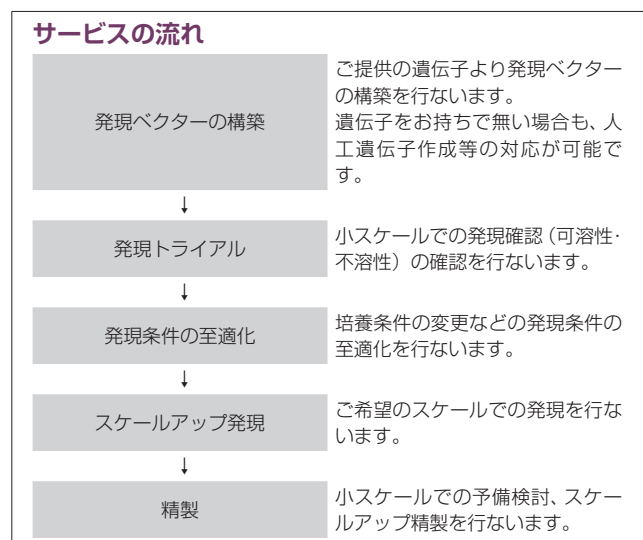 サービスの流れ
発現ベクターの構築
ご提供の遺伝子より発現ベクター
の構築を行ないます。
遺伝子をお持ちで無い場合も、人
工遺伝子作成等の対応が可能で
す。
↓
発現トライアル
小スケールでの発現確認（可溶性・
不溶性）の確認を行ないます。
↓
発現条件の至適化
培養条件の変更などの発現条件の
至適化を行ないます。
↓
スケールアップ発現
ご希望のスケールでの発現を行な
います。
↓
精製
小スケールでの予備検討、スケー
ルアップ精製を行ないます。